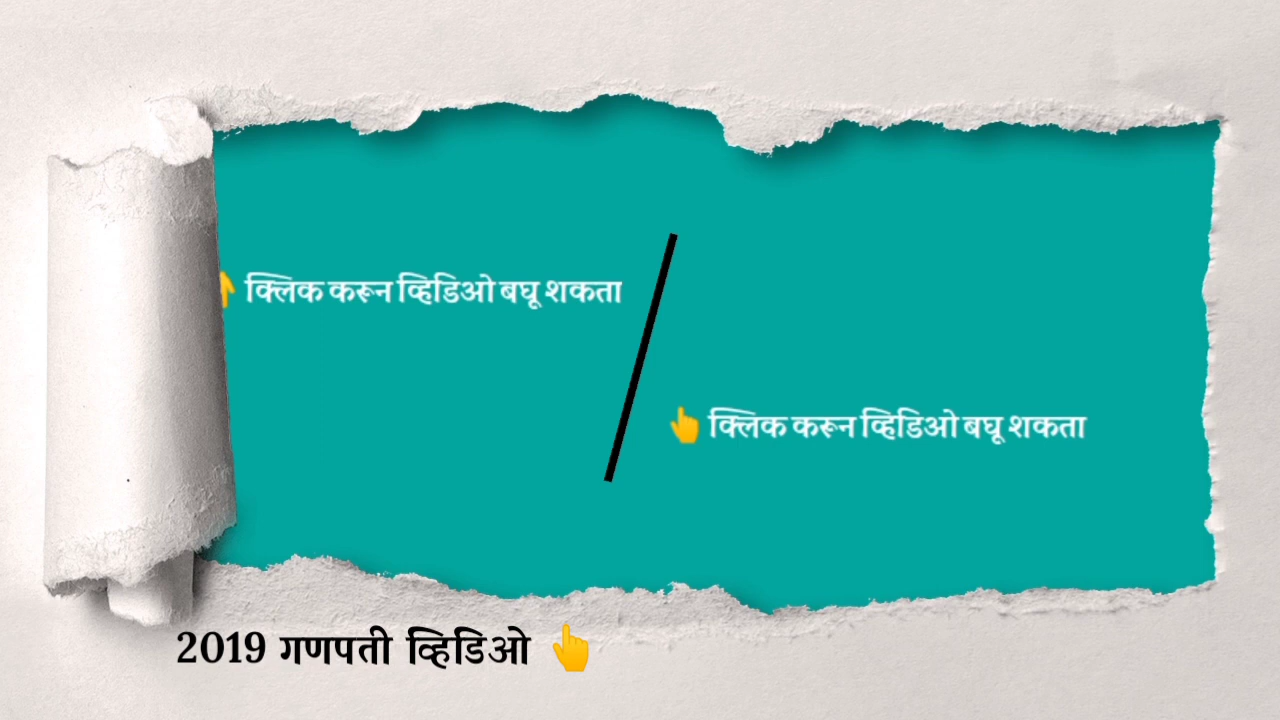 👆 क्लिक करून व्हिडिओ बघू शकता
👆 क्लिक करून व्हिडिओ बघू शकता
2019 गणपती व्हिडिओ 👆